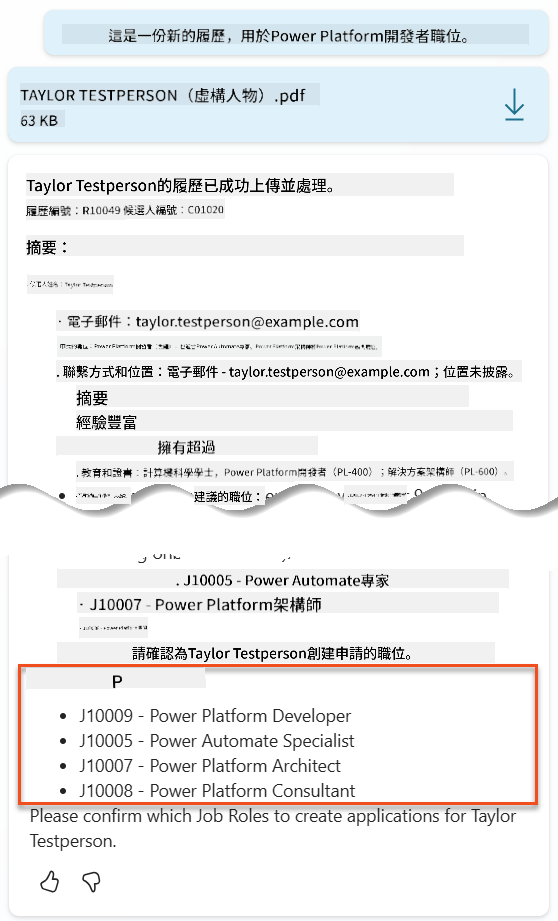 這是一份新的履歷，用於Power Platform開發者職位。
TAYLOR TESTPERSON（虛構人物）.pdf
63 KB
Taylor Testperson的履歷已成功上傳並處理。
履歷編號：R10049 候選人編號：C01020
摘要：
Taylor Testperson
· 電子郵件：taylor.testperson@example.com
. 聯繫方式和位置：電子郵件 - taylor.testperson@example.com；位置未披露。
摘要
經驗豐富
擁有超過
. 教育和證書：計算機科學學士，Power Platform開發者（PL-400）；解決方案架構師（PL-600）。
建議的職位：
. J10005 - Power Automate專家
· J10007 - Power Platform架構師
請確認為Taylor Testperson創建申請的職位。
P
• J10009 - Power Platform Developer
• J10005 - Power Automate Specialist
• J10007 - Power Platform Architect
• J10008 - Power Platform Consultant
Please confirm which Job Roles to create applications for Taylor
Testperson.